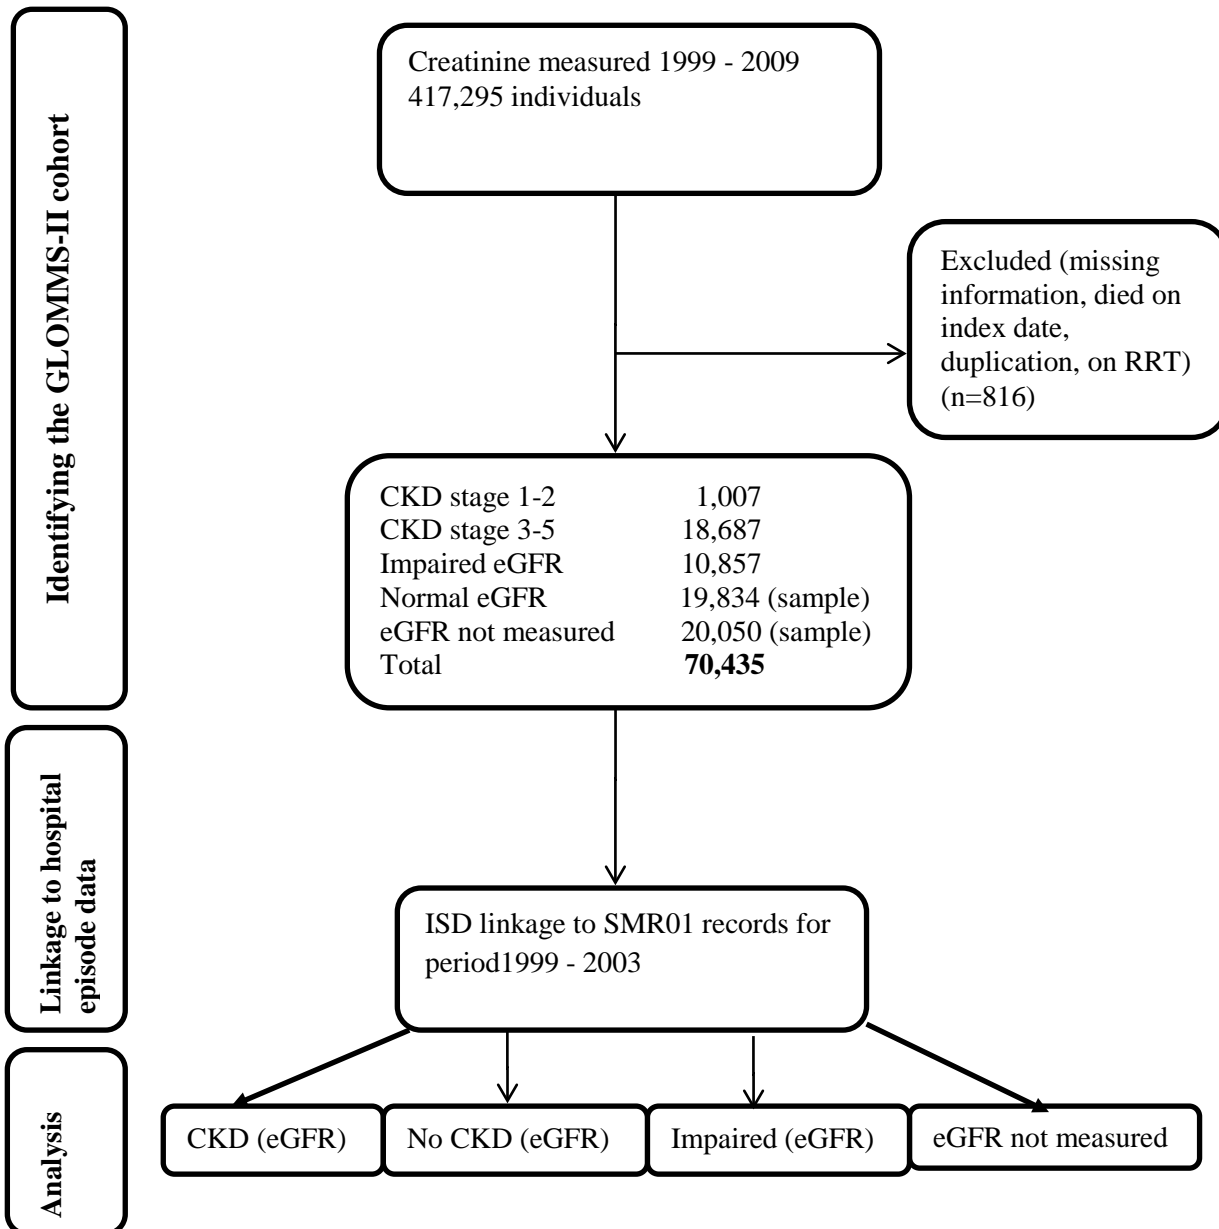 Identifying the GLOMMS-II cohort
Creatinine measured 1999 - 2009
417,295 individuals
Excluded (missing
information, died on
index date,
duplication, on RRT)
(n=816)
CKD stage 1-2 1,007
CKD stage 3-5 18,687
Impaired eGFR 10,857
Normal eGFR 19,834 (sample)
eGFR not measured 20,050 (sample)
Total 70,435
Linkage to hospital
episode data
ISD linkage to SMR01 records for
period1999 - 2003
Analysis
CKD (eGFR)
No CKD (eGFR)
Impaired (eGFR)
eGFR not measured